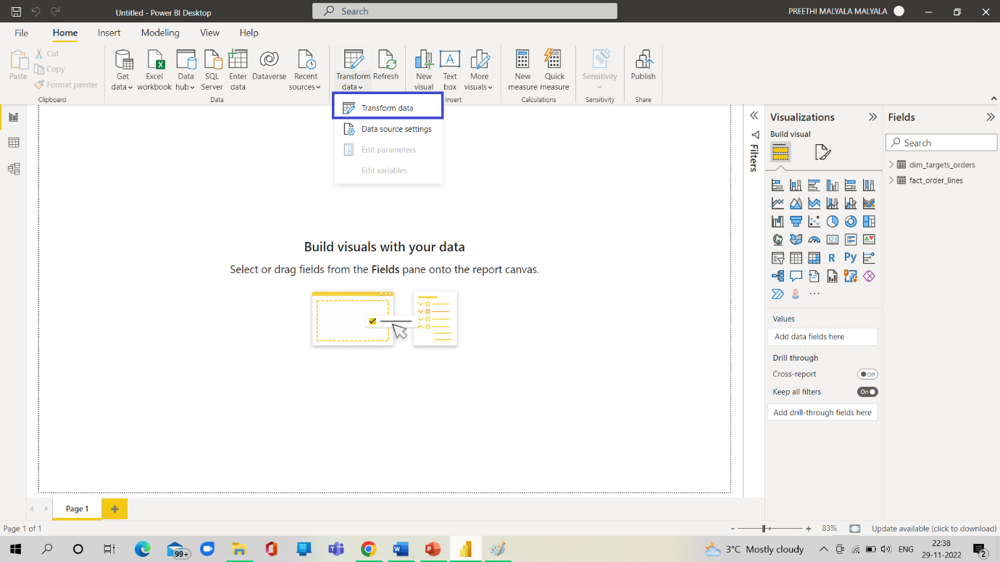 Untitled - Power BI Desktop
Search
PREETHI MALYALA MALYALA
File Home Insert Modeling View Help
Paste
Cut
Copy
Format painter
Clipboard
Get data
Excel workbook
Data hub
SQL Server
Enter data
Dataverse
Recent sources
Data
Transform data
Refresh
New visual
Text box
More visuals
Insert
New measure
Quick measure
Calculations
Sensitivity
Sensitivity
Publish
Share
Transform data
Data source settings
Edit parameters
Edit variables
Build visuals with your data
Select or drag fields from the Fields pane onto the report canvas.
Filters
Visualizations
Build visual
123
R
Py
Values
Add data fields here
Drill through
Cross-report
Off
Keep all filters
On
Add drill-through fields here
Fields
Search
dim_targets_orders
fact_order_lines
Page 1
Page 1 of 1
83%
Update available (click to download)
99+
3°C Mostly cloudy
ENG
22:38
29-11-2022
2